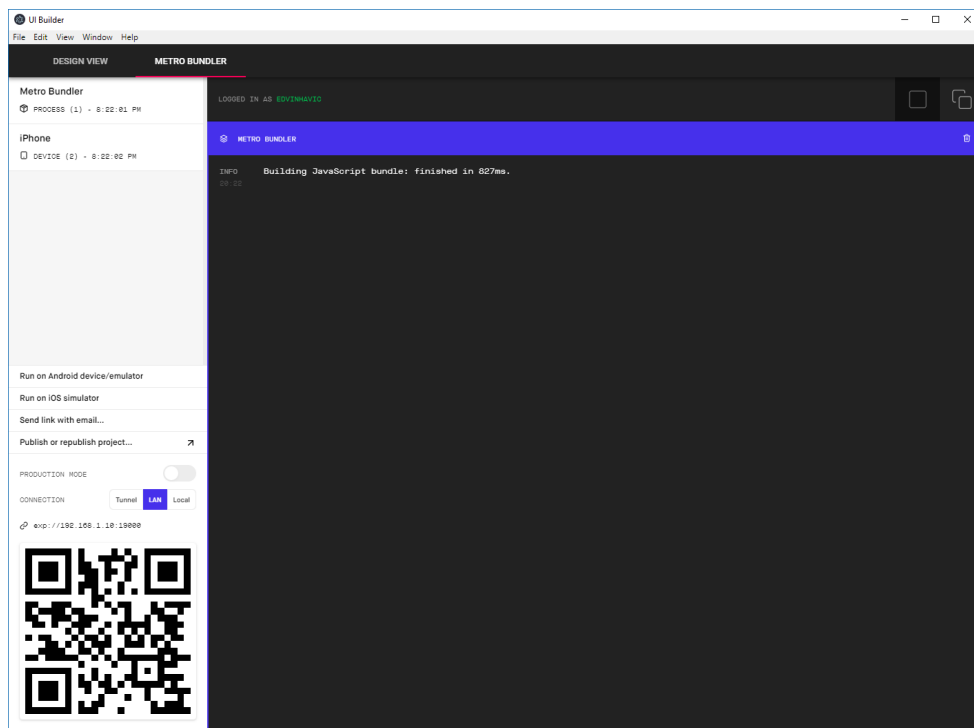 UI Builder
File Edit View Window Help
DESIGN VIEW METRO BUNDLER
Metro Bundler
PROCESS (1) - 8:22:01 PM
iPhone
DEVICE (2) - 8:22:02 PM
LOGGED IN AS EDVINHAVIC
METRO BUNDLER
INFO Building JavaScript bundle: finished in 827ms.
20:22
Run on Android device/emulator
Run on iOS simulator
Send link with email...
Publish or republish project...
PRODUCTION MODE
CONNECTION Tunnel LAN Local
exp://192.168.1.10:19000